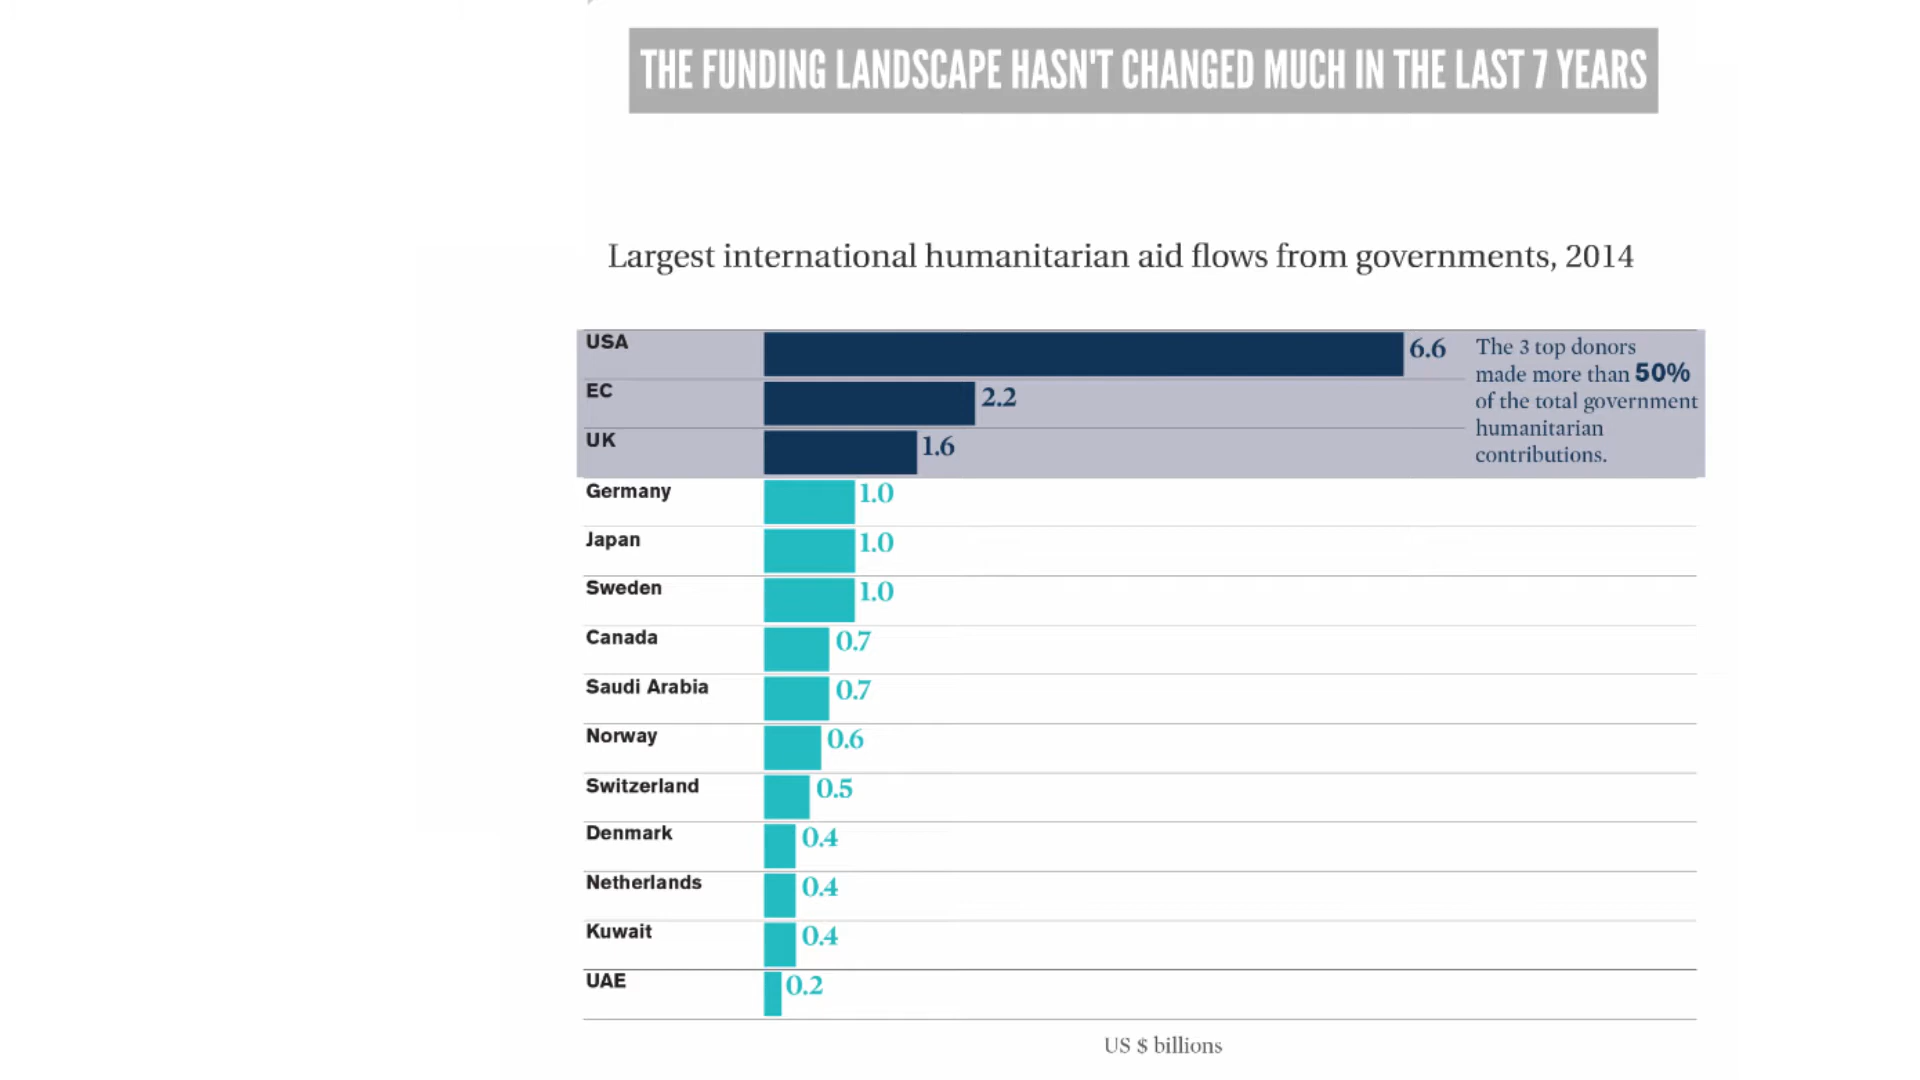 THE FUNDING LANDSCAPE HASN'T CHANGED MUCH IN THE LAST 7 YEARS
Largest international humanitarian aid flows from governments, 2014
USA 6.6
EC 2.2
UK 1.6
The 3 top donors
made more than 50%
of the total government
humanitarian
contributions.
Germany 1.0
Japan 1.0
Sweden 1.0
Canada 0.7
Saudi Arabia 0.7
Norway 0.6
Switzerland 0.5
Denmark 0.4
Netherlands 0.4
Kuwait 0.4
UAE 0.2
US $ billions